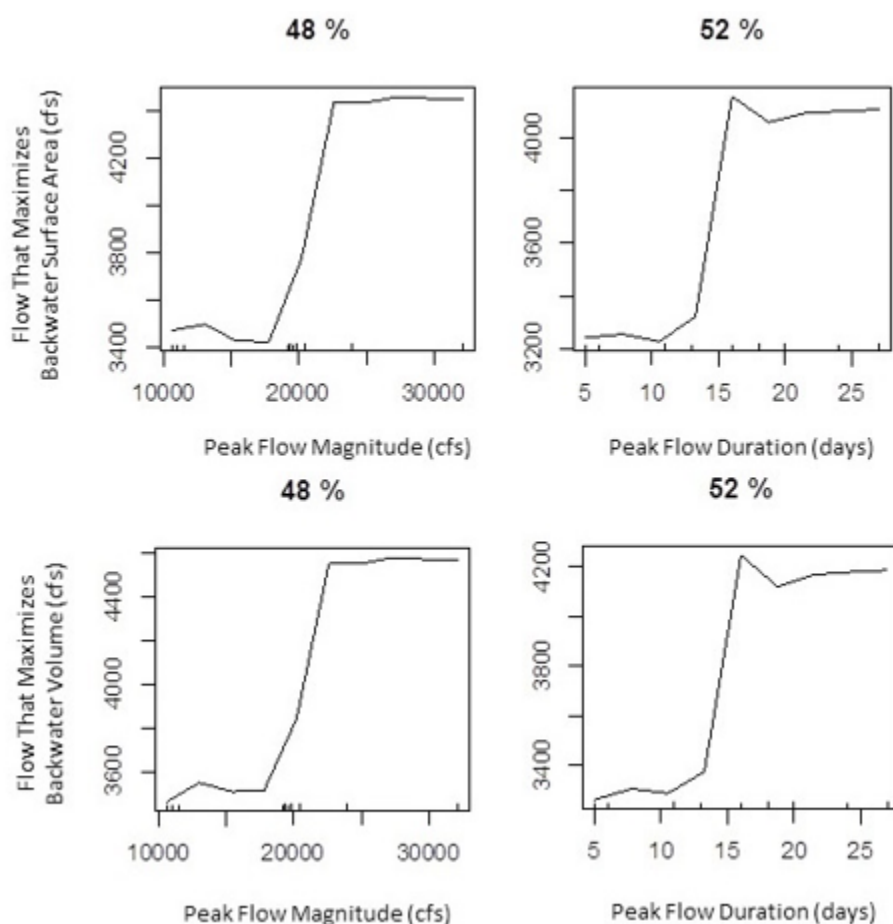 48 %
52 %
Flow That Maximizes
Backwater Surface Area (cfs)
3400 3800 4200
10000 20000 30000
Peak Flow Magnitude (cfs)
3200 3600 4000
5 10 15 20 25
Peak Flow Duration (days)
48 %
52 %
Flow That Maximizes
Backwater Volume (cfs)
3600 4000 4400
10000 20000 30000
Peak Flow Magnitude (cfs)
3400 3800 4200
5 10 15 20 25
Peak Flow Duration (days)